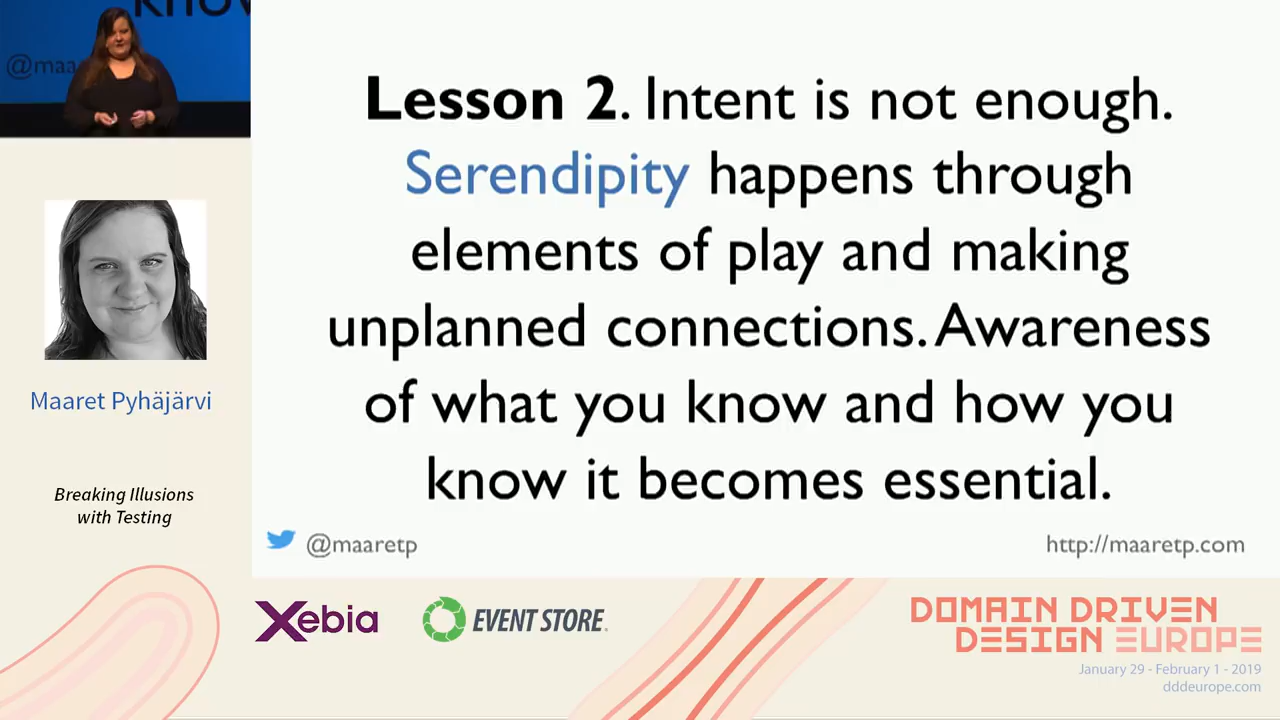 know
@maa
Lesson 2. Intent is not enough.
Serendipity happens through
elements of play and making
unplanned connections. Awareness
of what you know and how you
know it becomes essential.
@maaretp
http://maaretp.com
Maaret Pyhäjärvi
Breaking Illusions
with Testing
Xebia
EVENT STORE
DOMAIN DRIVEN
DESIGN EUROPE
January 29 - February 1 - 2019
dddeurope.com